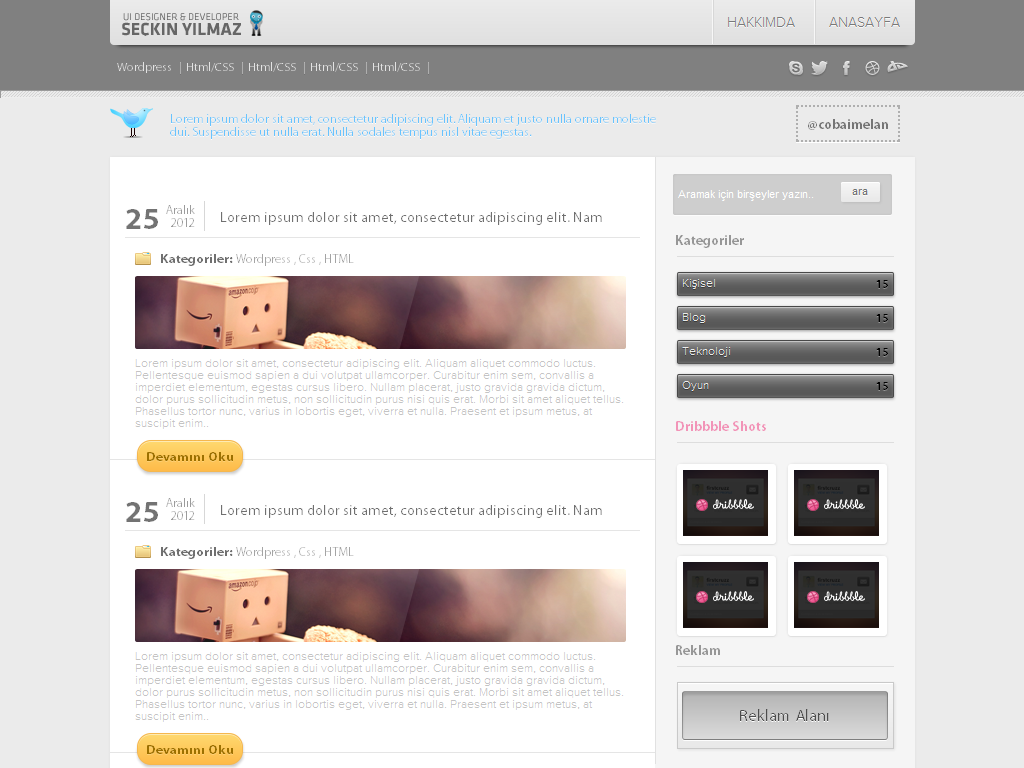 UI DESIGNER & DEVELOPER
SEÇKIN YILMAZ
HAKKIMDA
ANASAYFA
Wordpress | Html/CSS | Html/CSS | Html/CSS | Html/CSS |
Lorem ipsum dolor sit amet, consectetur adipiscing elit. Aliquam et justo nulla ornare molestie
dui. Suspendisse ut nulla erat. Nulla sodales tempus nisl vitae egestas.
@cobaimelan
25 Aralık
2012
Lorem ipsum dolor sit amet, consectetur adipiscing elit. Nam
Kategoriler: Wordpress , Css , HTML
amazon.co.jp
Lorem ipsum dolor sit amet, consectetur adipiscing elit. Aliquam aliquet commodo luctus.
Pellentesque euismod sapien a dui volutpat ullamcorper. Curabitur enim sem, convallis a
imperdiet elementum, egestas cursus libero. Nullam placerat, justo gravida gravida dictum,
dolor purus sollicitudin metus, non sollicitudin purus nisi quis erat. Morbi sit amet aliquet tellus.
Phasellus tortor nunc, varius in lobortis eget, viverra et nulla. Praesent et ipsum metus, at
suscipit enim..
Devamını Oku
25 Aralık
2012
Lorem ipsum dolor sit amet, consectetur adipiscing elit. Nam
Kategoriler: Wordpress , Css , HTML
amazon.co.jp
Lorem ipsum dolor sit amet, consectetur adipiscing elit. Aliquam aliquet commodo luctus.
Pellentesque euismod sapien a dui volutpat ullamcorper. Curabitur enim sem, convallis a
imperdiet elementum, egestas cursus libero. Nullam placerat, justo gravida gravida dictum,
dolor purus sollicitudin metus, non sollicitudin purus nisi quis erat. Morbi sit amet aliquet tellus.
Phasellus tortor nunc, varius in lobortis eget, viverra et nulla. Praesent et ipsum metus, at
suscipit enim..
Devamını Oku
Aramak için birşeyler yazın..
ara
Kategoriler
Kişisel 15
Blog 15
Teknoloji 15
Oyun 15
Dribbble Shots
dribbble
dribbble
dribbble
dribbble
Reklam
Reklam Alanı